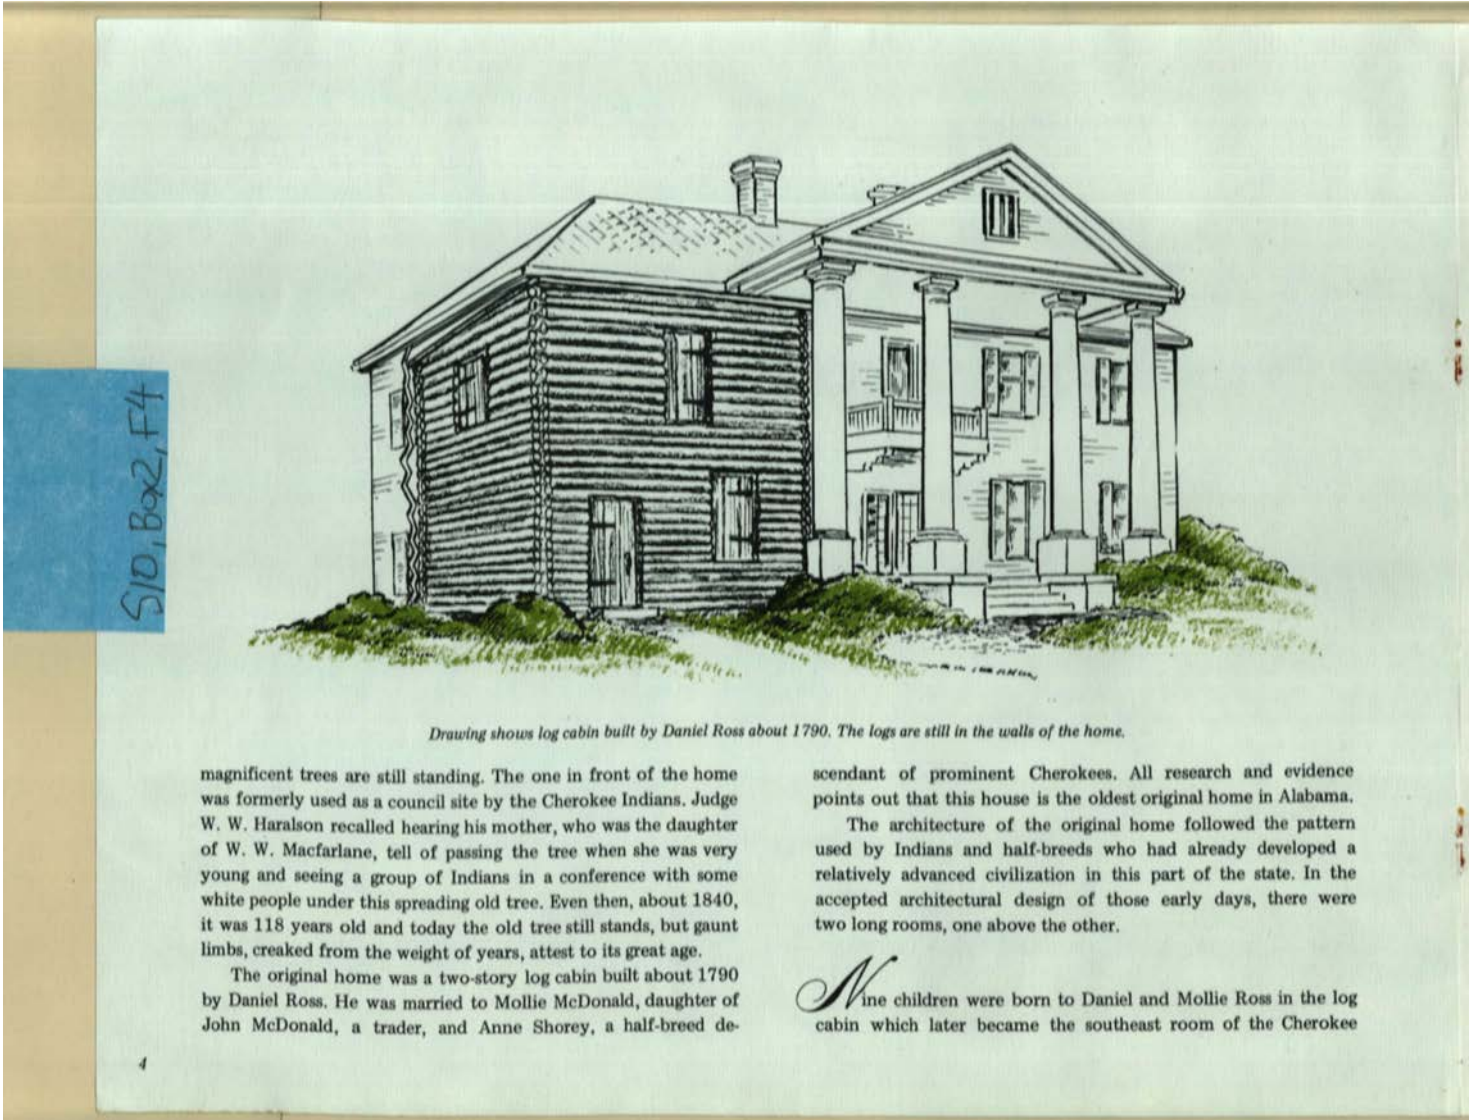 S10, Box2, F4
Drawing shows log cabin built by Daniel Ross about 1790. The logs are still in the walls of the home.
magnificent trees are still standing. The one in front of the home
was formerly used as a council site by the Cherokee Indians. Judge
W. W. Haralson recalled hearing his mother, who was the daughter
of W. W. Macfarlane, tell of passing the tree when she was very
young and seeing a group of Indians in a conference with some
white people under this spreading old tree. Even then, about 1840,
it was 118 years old and today the old tree still stands, but gaunt
limbs, creaked from the weight of years, attest to its great age.
The original home was a two-story log cabin built about 1790
by Daniel Ross. He was married to Mollie McDonald, daughter of
John McDonald, a trader, and Anne Shorey, a half-breed de-
scendant of prominent Cherokees. All research and evidence
points out that this house is the oldest original home in Alabama.
The architecture of the original home followed the pattern
used by Indians and half-breeds who had already developed a
relatively advanced civilization in this part of the state. In the
accepted architectural design of those early days, there were
two long rooms, one above the other.
Nine children were born to Daniel and Mollie Ross in the log
cabin which later became the southeast room of the Cherokee
4